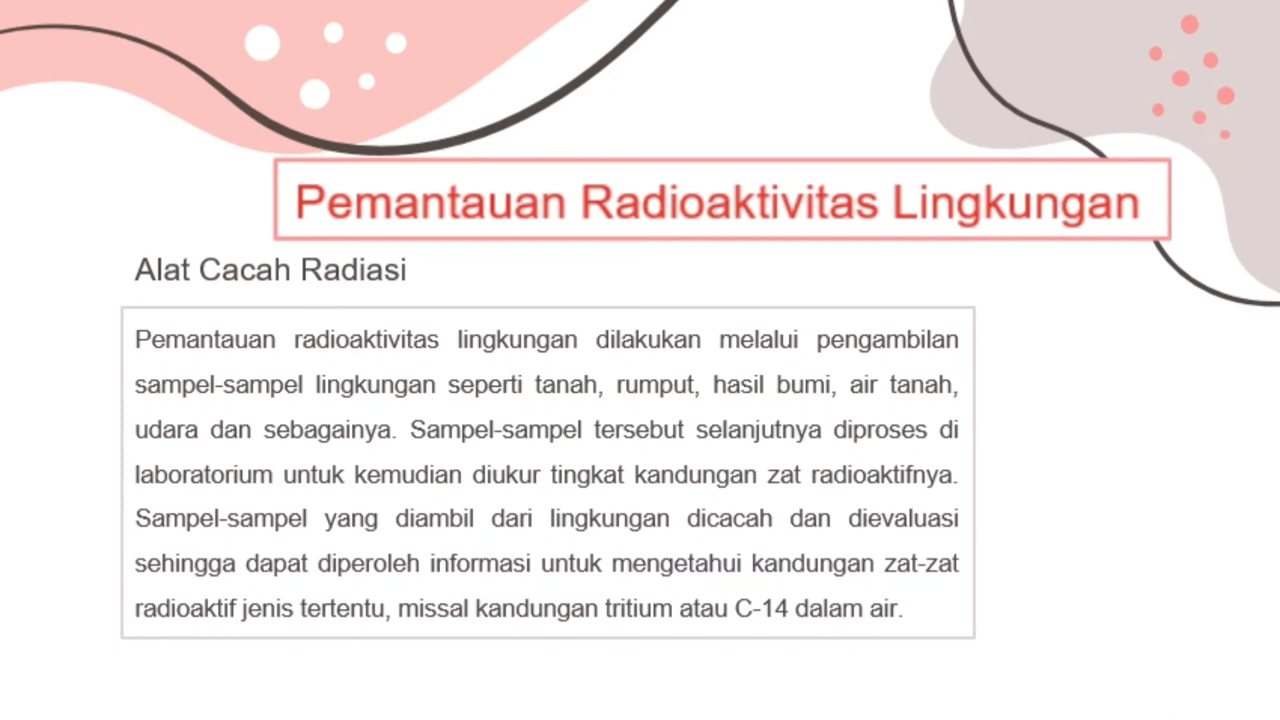 Pemantauan Radioaktivitas Lingkungan
Alat Cacah Radiasi
Pemantauan radioaktivitas lingkungan dilakukan melalui pengambilan
sampel-sampel lingkungan seperti tanah, rumput, hasil bumi, air tanah,
udara dan sebagainya. Sampel-sampel tersebut selanjutnya diproses di
laboratorium untuk kemudian diukur tingkat kandungan zat radioaktifnya.
Sampel-sampel yang diambil dari lingkungan dicacah dan dievaluasi
sehingga dapat diperoleh informasi untuk mengetahui kandungan zat-zat
radioaktif jenis tertentu, missal kandungan tritium atau C-14 dalam air.